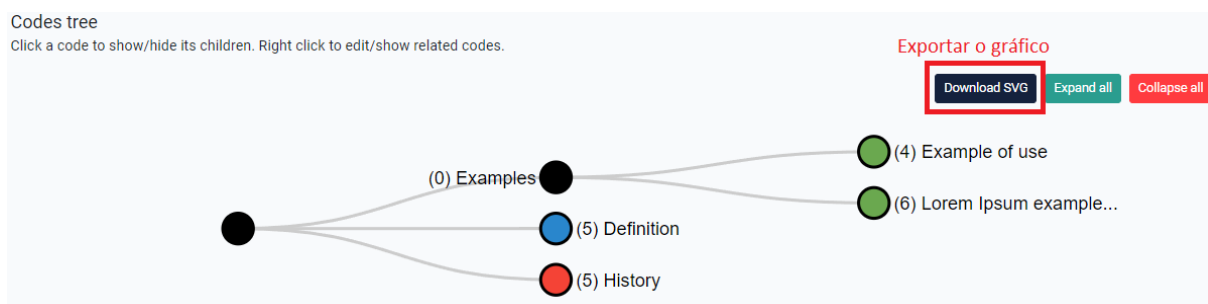 Codes tree
Click a code to show/hide its children. Right click to edit/show related codes.
Exportar o gráfico
Download SVG Expand all Collapse all
(4) Example of use
(0) Examples
(6) Lorem Ipsum example...
(5) Definition
(5) History